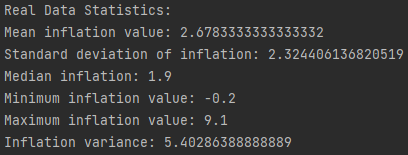 Real Data Statistics:
Mean inflation value: 2.6783333333333332
Standard deviation of inflation: 2.324406136820519
Median inflation: 1.9
Minimum inflation value: -0.2
Maximum inflation value: 9.1
Inflation variance: 5.40286388888889